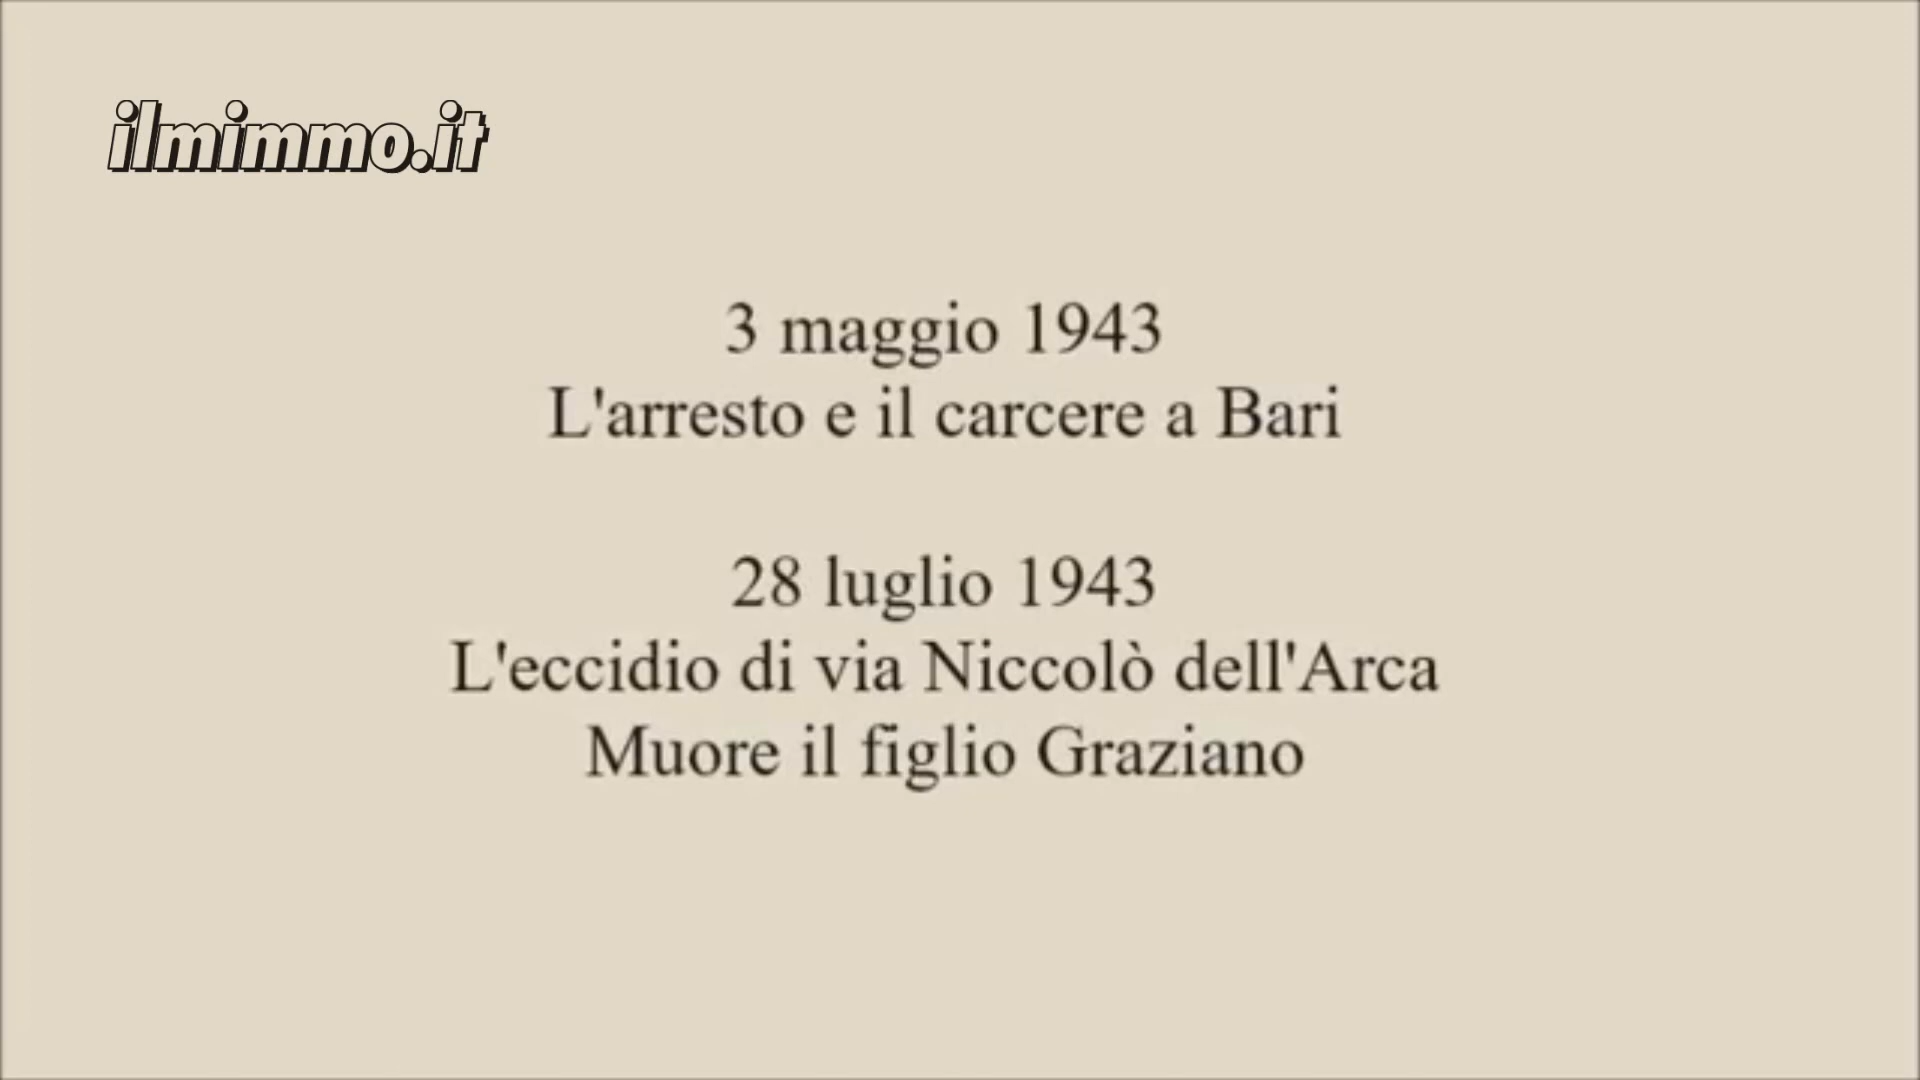 ilmimmo.it
3 maggio 1943
L'arresto e il carcere a Bari
28 luglio 1943
L'eccidio di via Niccolò dell'Arca
Muore il figlio Graziano